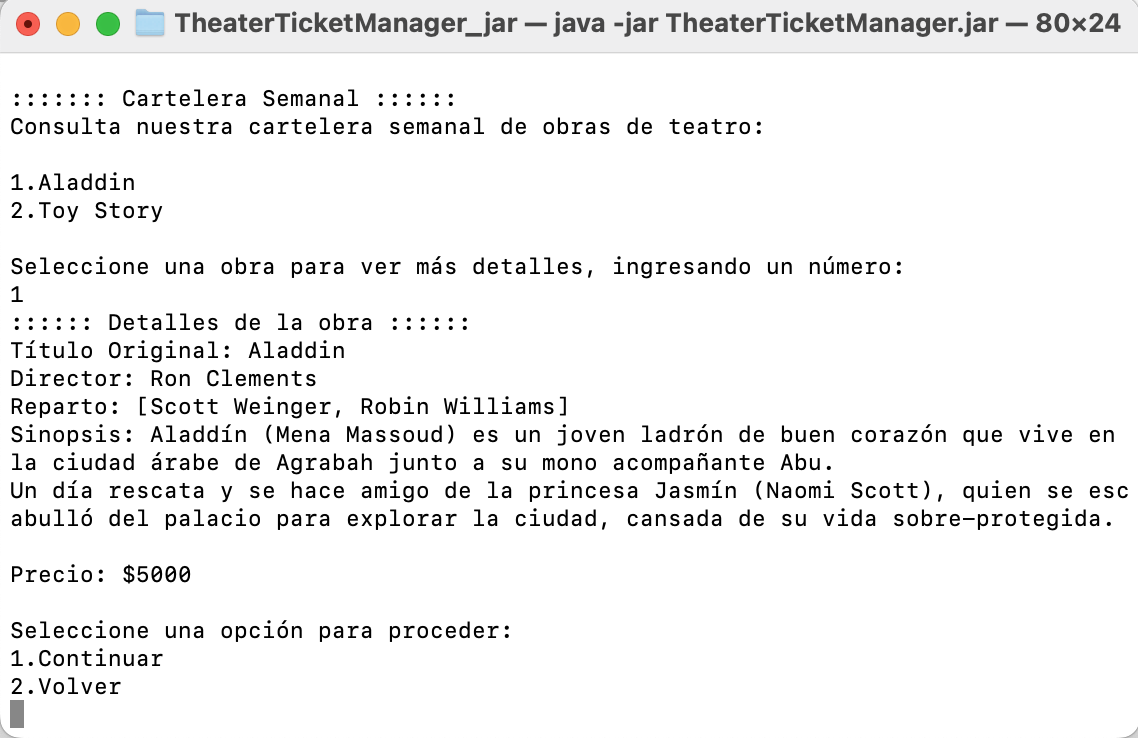 TheaterTicketManager_jar — java -jar TheaterTicketManager.jar — 80×24
::::::: Cartelera Semanal ::::::
Consulta nuestra cartelera semanal de obras de teatro:
1.Aladdin
2.Toy Story
Seleccione una obra para ver más detalles, ingresando un número:
1
:::::: Detalles de la obra ::::::
Título Original: Aladdin
Director: Ron Clements
Reparto: [Scott Weinger, Robin Williams]
Sinopsis: Aladdín (Mena Massoud) es un joven ladrón de buen corazón que vive en
la ciudad árabe de Agrabah junto a su mono acompañante Abu.
Un día rescata y se hace amigo de la princesa Jasmín (Naomi Scott), quien se esc
abulló del palacio para explorar la ciudad, cansada de su vida sobre-protegida.
Precio: $5000
Seleccione una opción para proceder:
1.Continuar
2.Volver